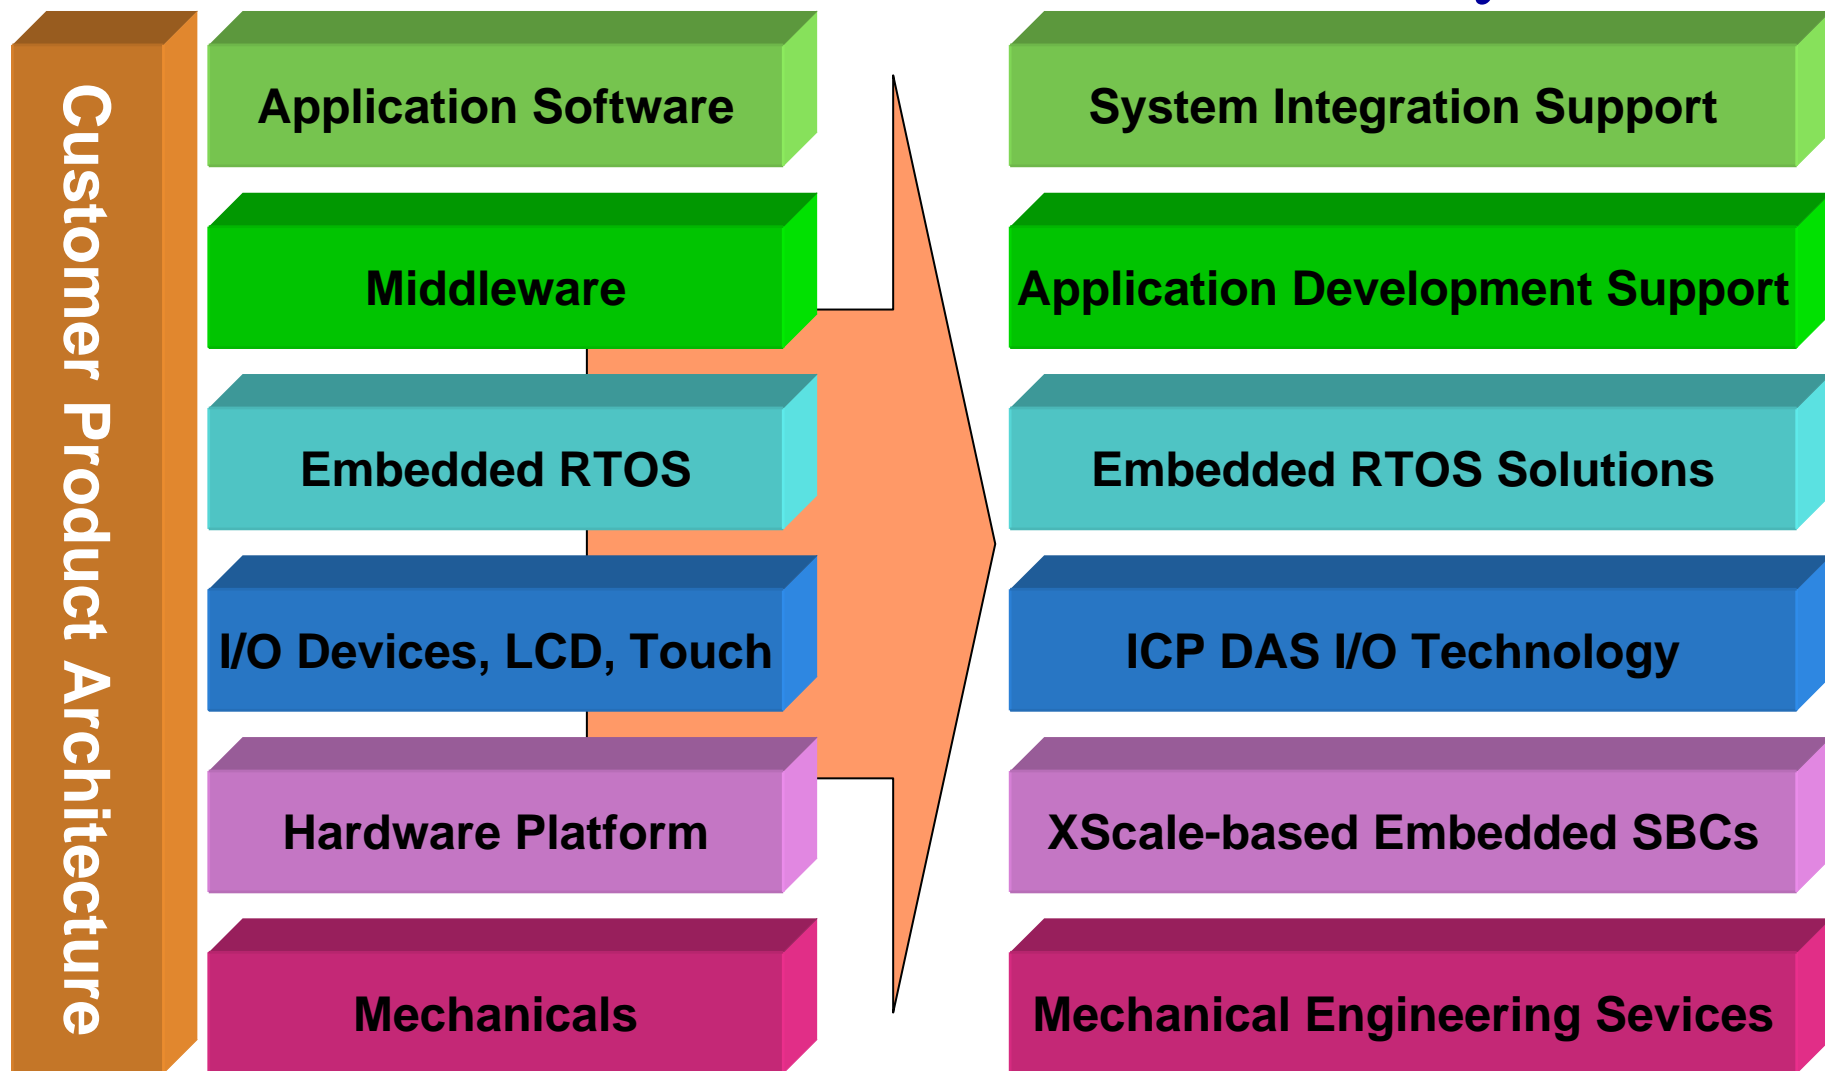 Customer Product Architecture
Application Software
System Integration Support
Middleware
Application Development Support
Embedded RTOS
Embedded RTOS Solutions
I/O Devices, LCD, Touch
ICP DAS I/O Technology
Hardware Platform
XScale-based Embedded SBCs
Mechanicals
Mechanical Engineering Sevices